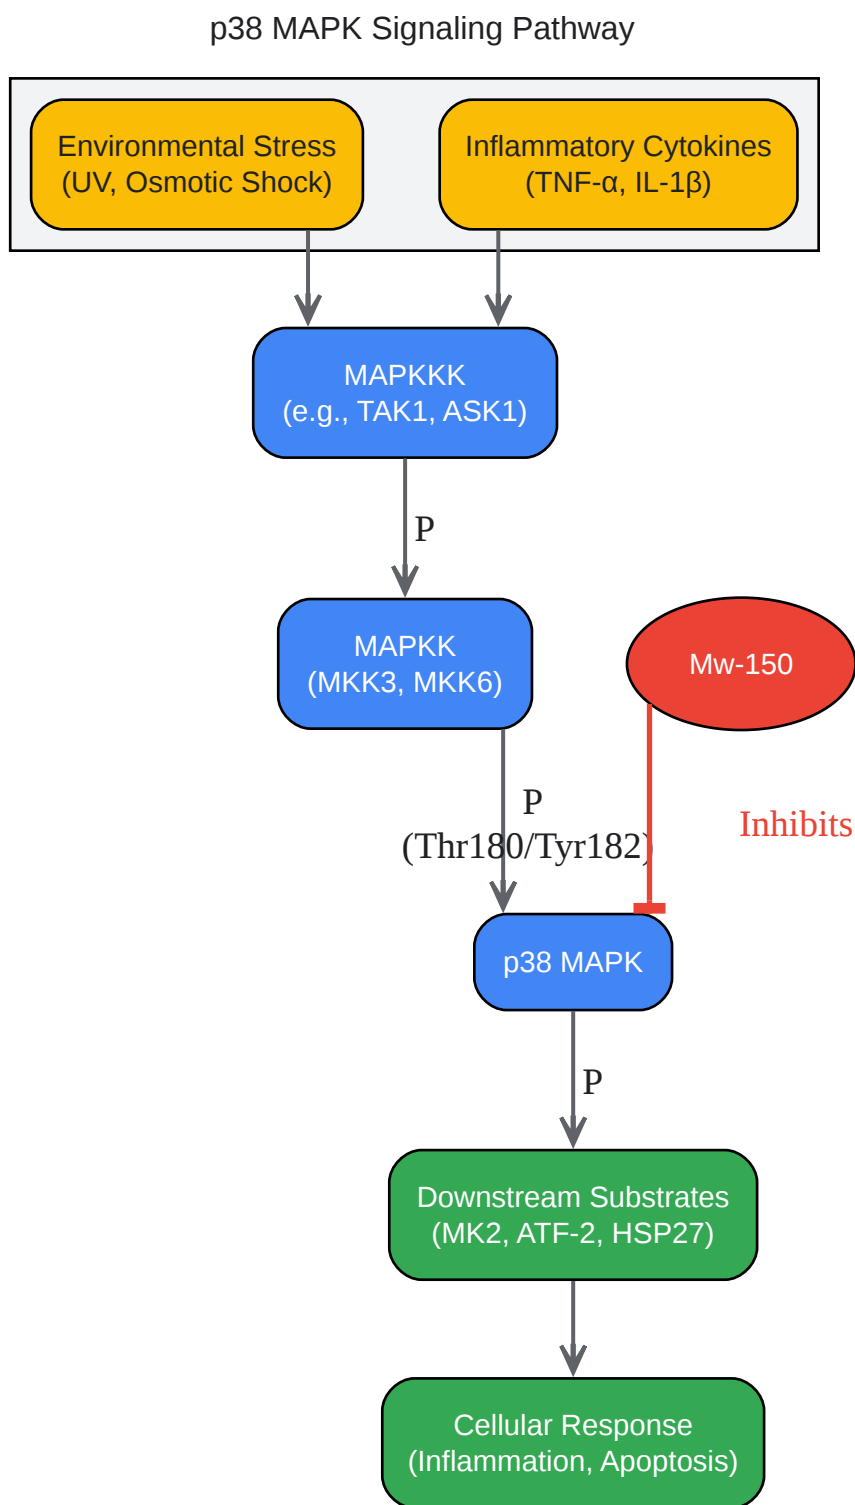 p38 MAPK Signaling Pathway
Environmental Stress
(UV, Osmotic Shock)
Inflammatory Cytokines
(TNF-α, IL-1β)
MAPKKK
(e.g., TAK1, ASK1)
P
MAPKK
(MKK3, MKK6)
Mw-150
P
(Thr180/Tyr182)
Inhibits
p38 MAPK
P
Downstream Substrates
(MK2, ATF-2, HSP27)
Cellular Response
(Inflammation, Apoptosis)